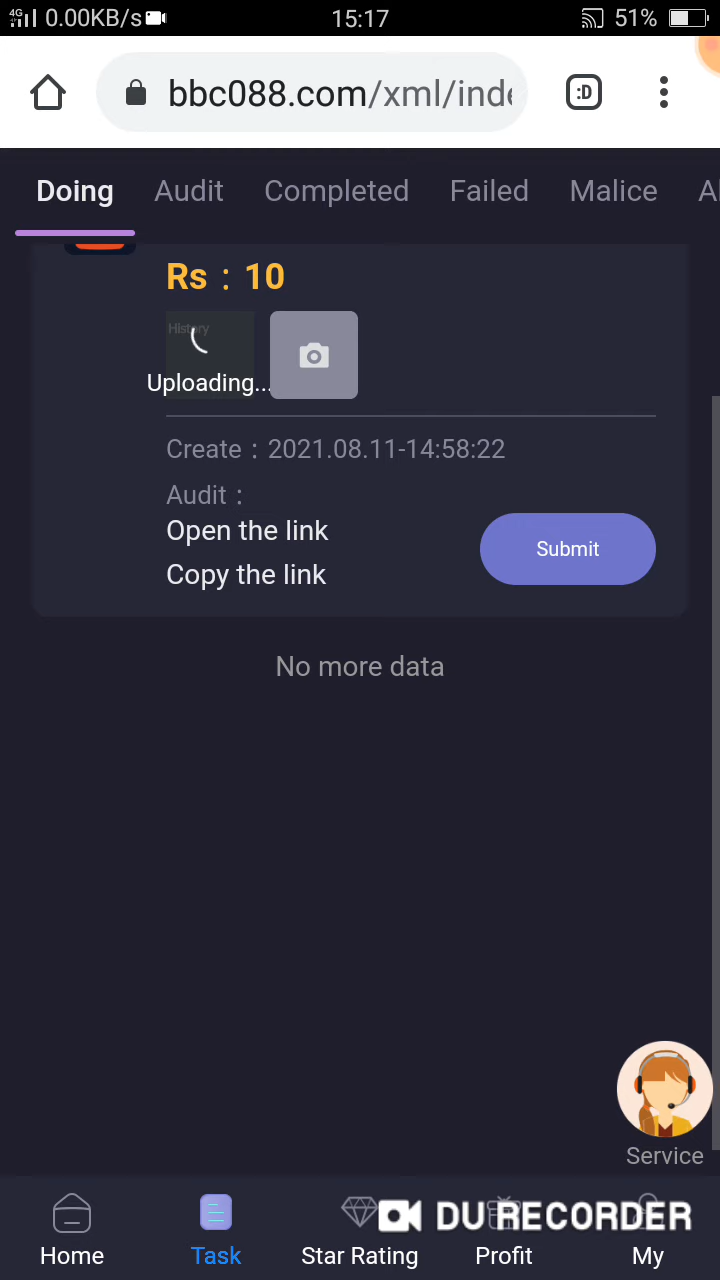 4G 0.00KB/s 15:17 51%
bbc088.com/xml/inde
:D
Doing Audit Completed Failed Malice
Rs : 10
History
Uploading...
Create : 2021.08.11-14:58:22
Audit :
Open the link
Copy the link
Submit
No more data
Service
DU RECORDER
Home Task Star Rating Profit My